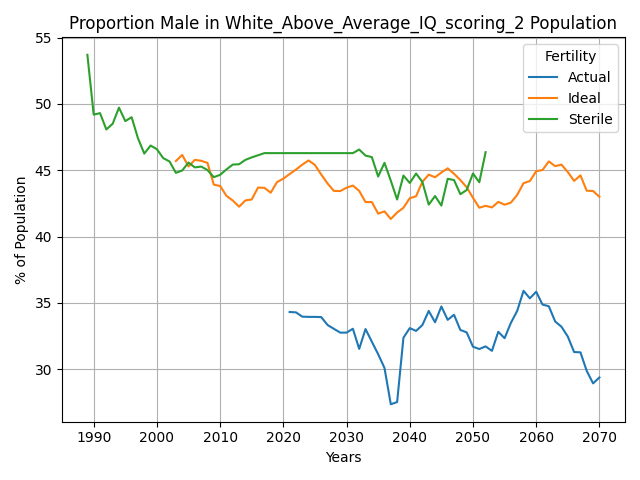 Proportion Male in White_Above_Average_IQ_scoring_2 Population
% of Population
55
50
45
40
35
30
Fertility
Actual
Ideal
Sterile
1990 2000 2010 2020 2030 2040 2050 2060 2070
Years